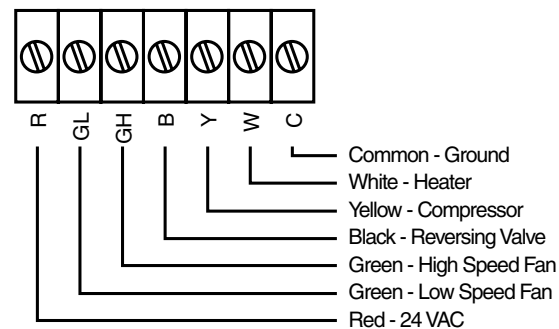 R GL GH B Y W C
Common - Ground
White - Heater
Yellow - Compressor
Black - Reversing Valve
Green - High Speed Fan
Green - Low Speed Fan
Red - 24 VAC